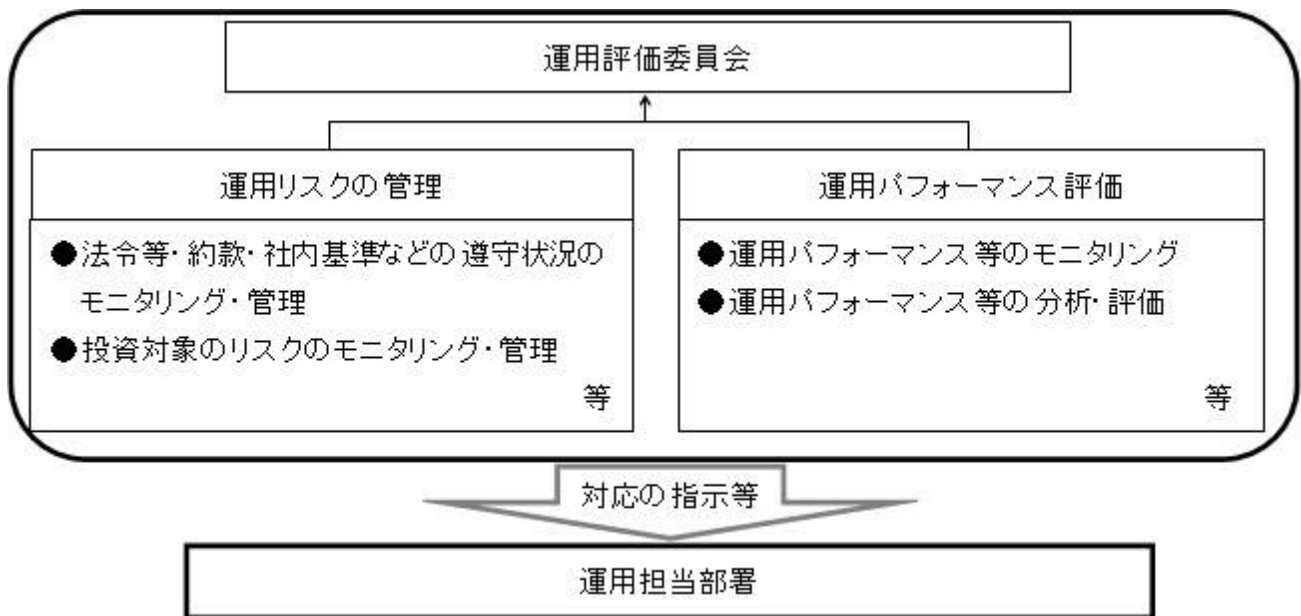 運用評価委員会
運用リスクの管理
●法令等・約款・社内基準などの遵守状況の
モニタリング・管理
●投資対象のリスクのモニタリング・管理
等
運用パフォーマンス評価
●運用パフォーマンス等のモニタリング
●運用パフォーマンス等の分析・評価
等
対応の指示等
運用担当部署